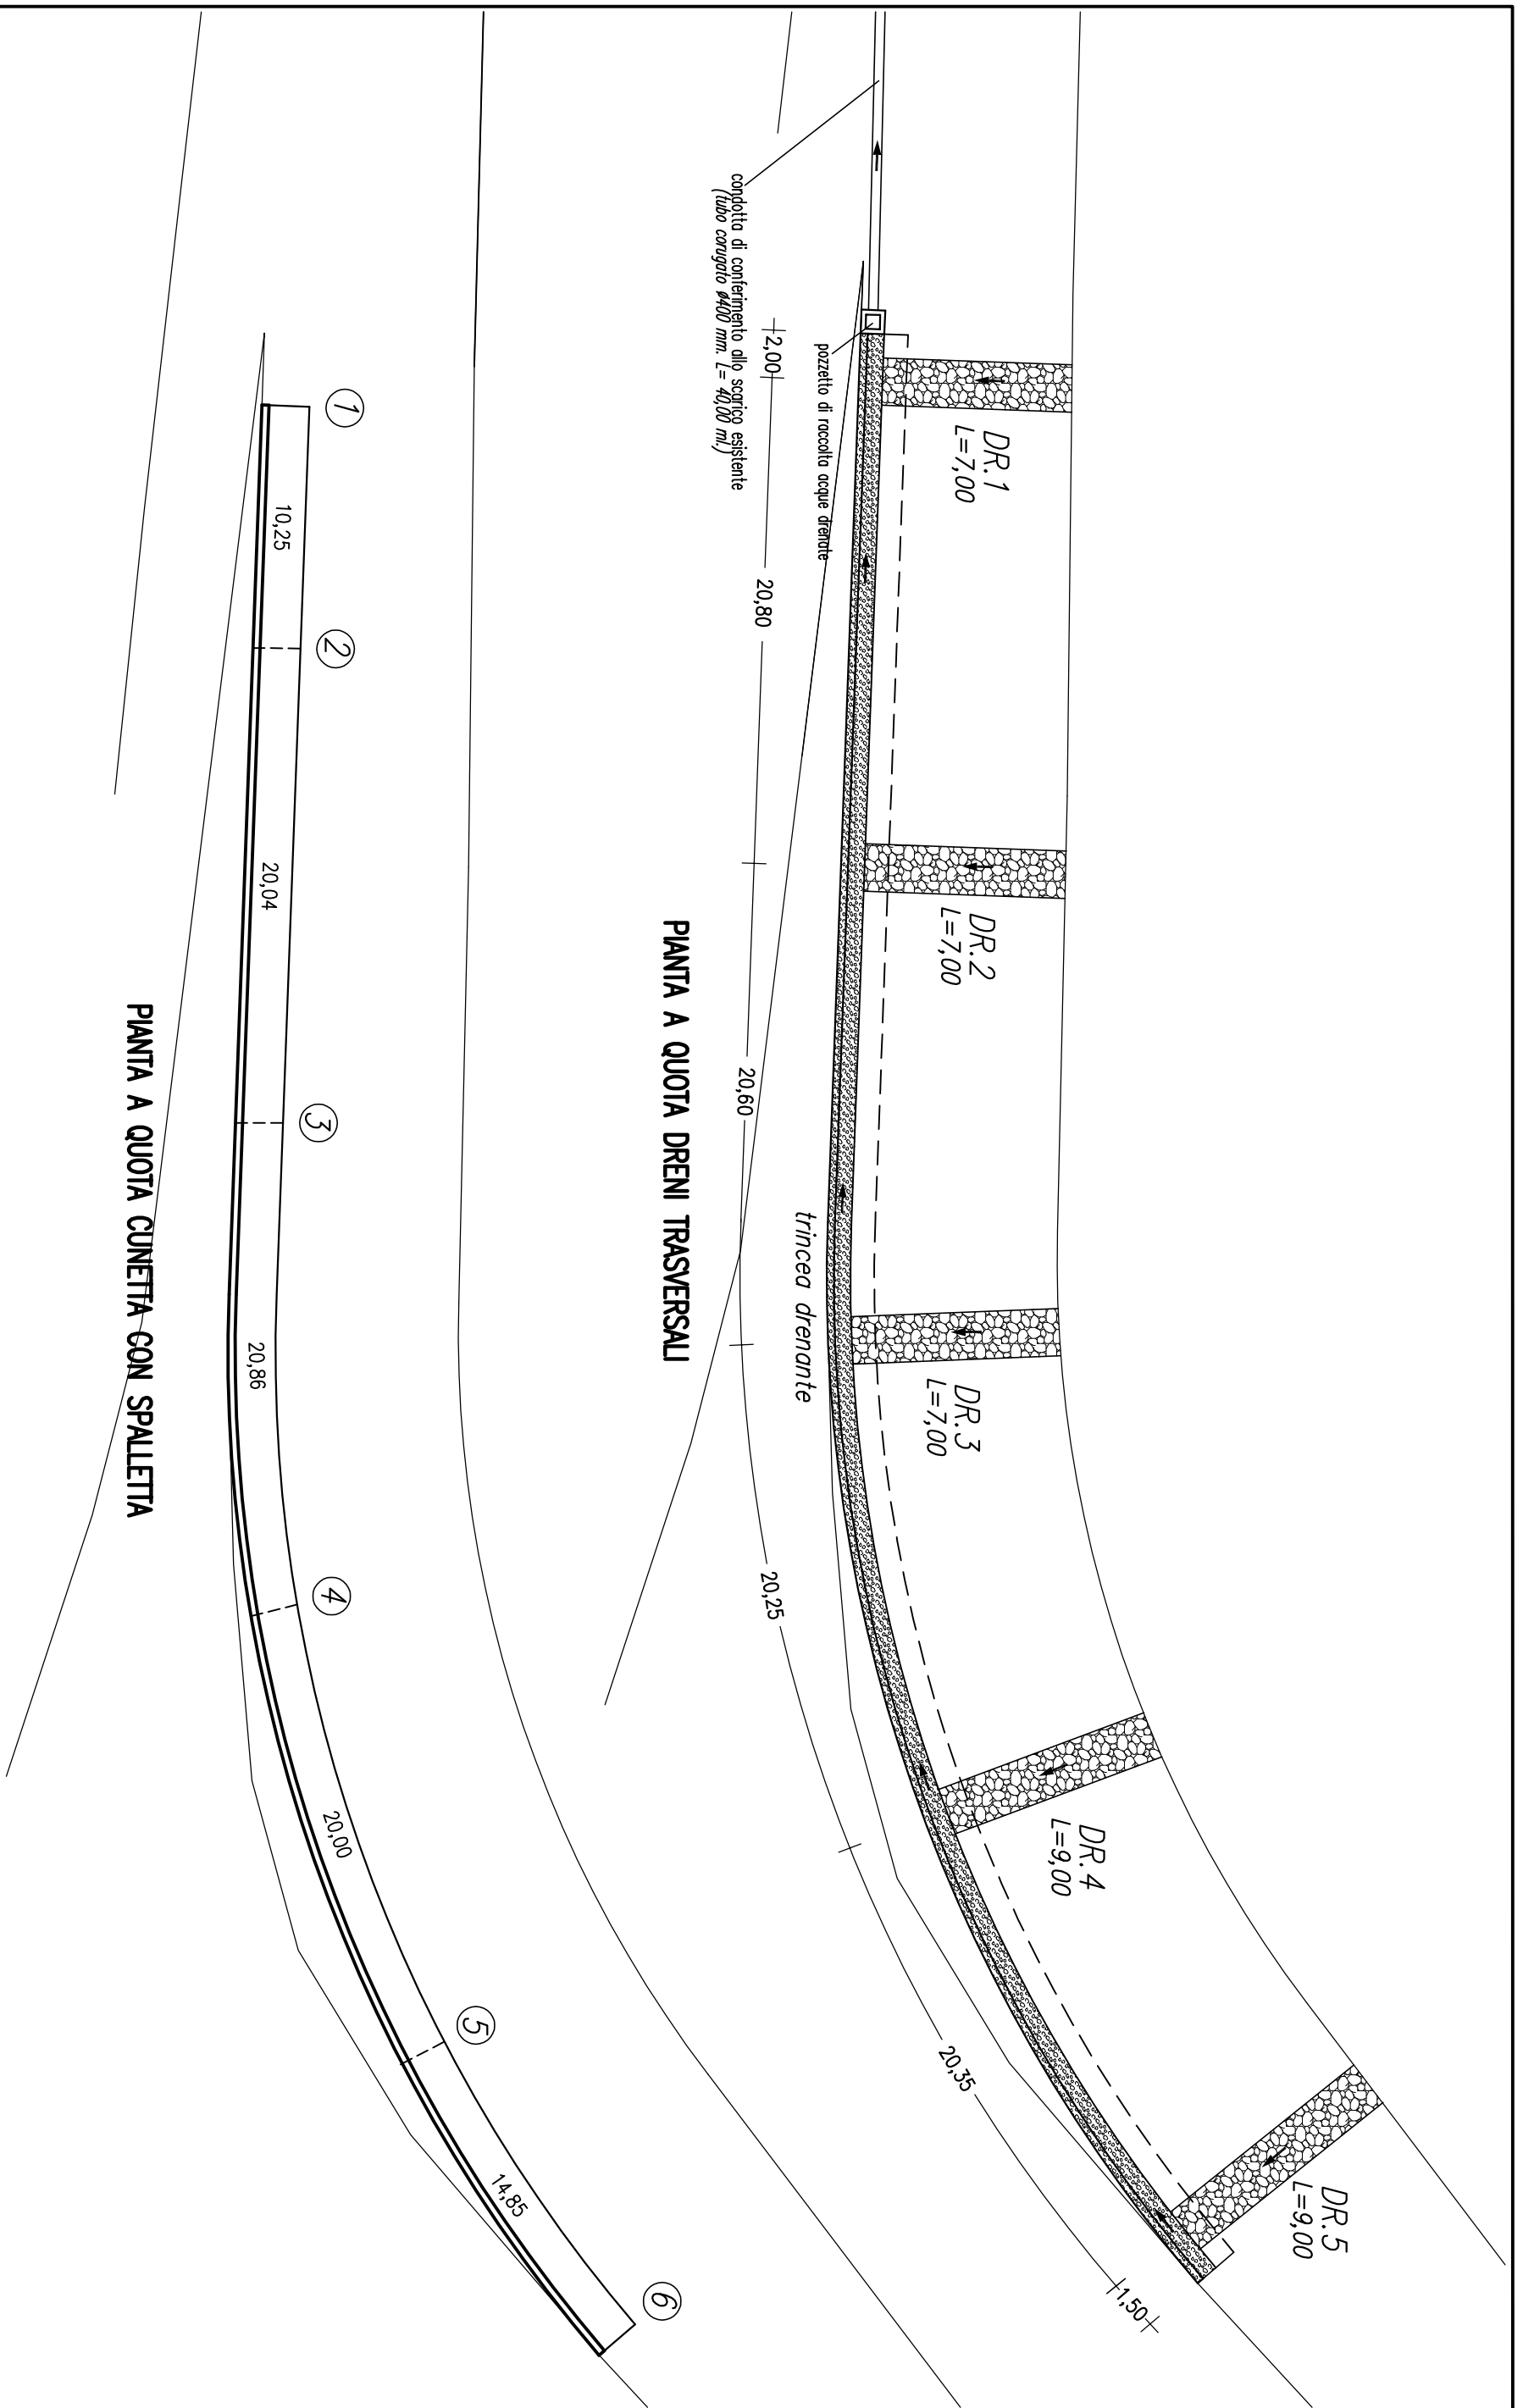 DR.1
L=7,00
DR.2
L=7,00
DR.3
L=7,00
DR.4
L=9,00
DR.5
L=9,00
pozzetto di raccolta acque drenate
condotta di conferimento allo scarico esistente
(tubo corugato ø400 mm. L= 40,00 ml.)
trincea drenante
2,00
20,80
20,60
20,25
20,35
1,50
PIANTA A QUOTA DRENI TRASVERSALI
1
2
3
4
5
6
10,25
20,04
20,86
20,00
14,85
PIANTA A QUOTA CUNETTA CON SPALLETTA